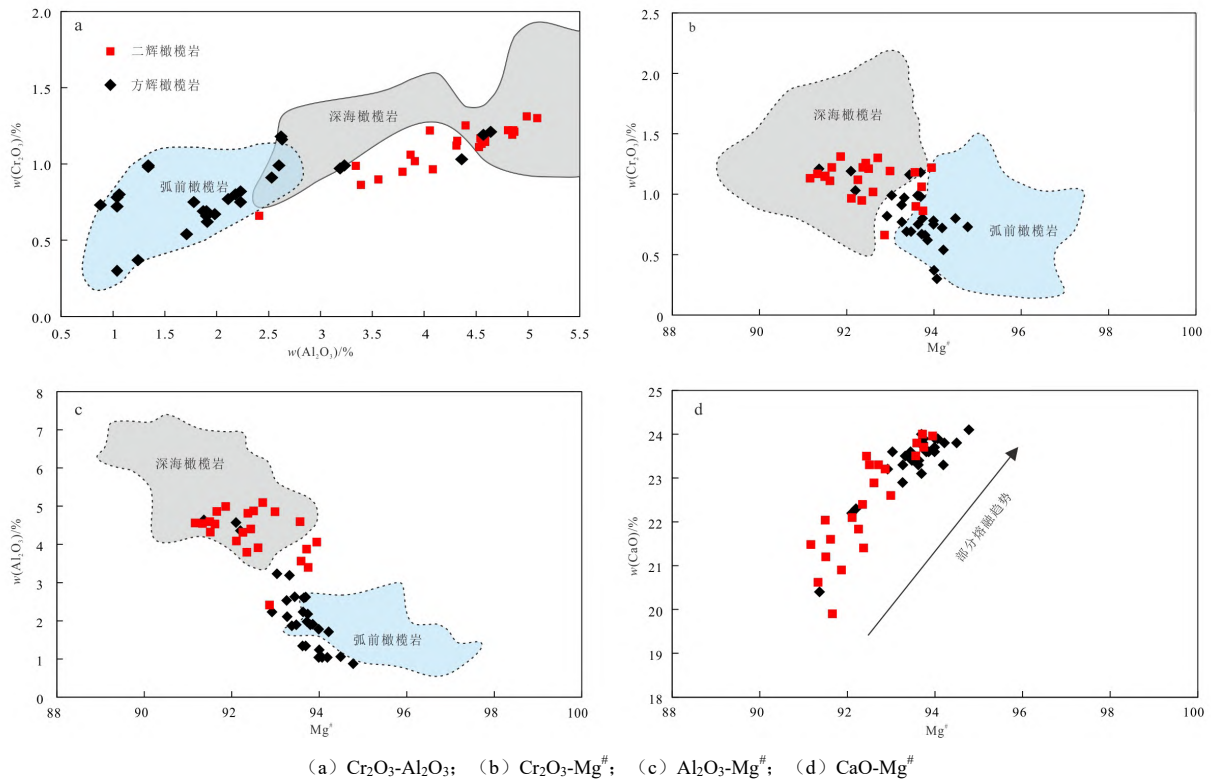 a
二辉橄榄岩
方辉橄榄岩
深海橄榄岩
弧前橄榄岩
w(Cr₂O₃)/%
2.0
1.5
1.0
0.5
0.0
0.5 1 1.5 2 2.5 3 3.5 4 4.5 5 5.5
w(Al₂O₃)/%
b
深海橄榄岩
弧前橄榄岩
w(Cr₂O₃)/%
2.5
2.0
1.5
1.0
0.5
0
88 90 92 94 96 98 100
Mg#
c
深海橄榄岩
弧前橄榄岩
w(Al₂O₃)/%
8
7
6
5
4
3
2
1
0
88 90 92 94 96 98 100
Mg#
d
部分熔融趋势
w(CaO)/%
25
24
23
22
21
20
19
18
88 90 92 94 96 98 100
Mg#
（a）Cr₂O₃-Al₂O₃；（b）Cr₂O₃-Mg#；（c）Al₂O₃-Mg#；（d）CaO-Mg#